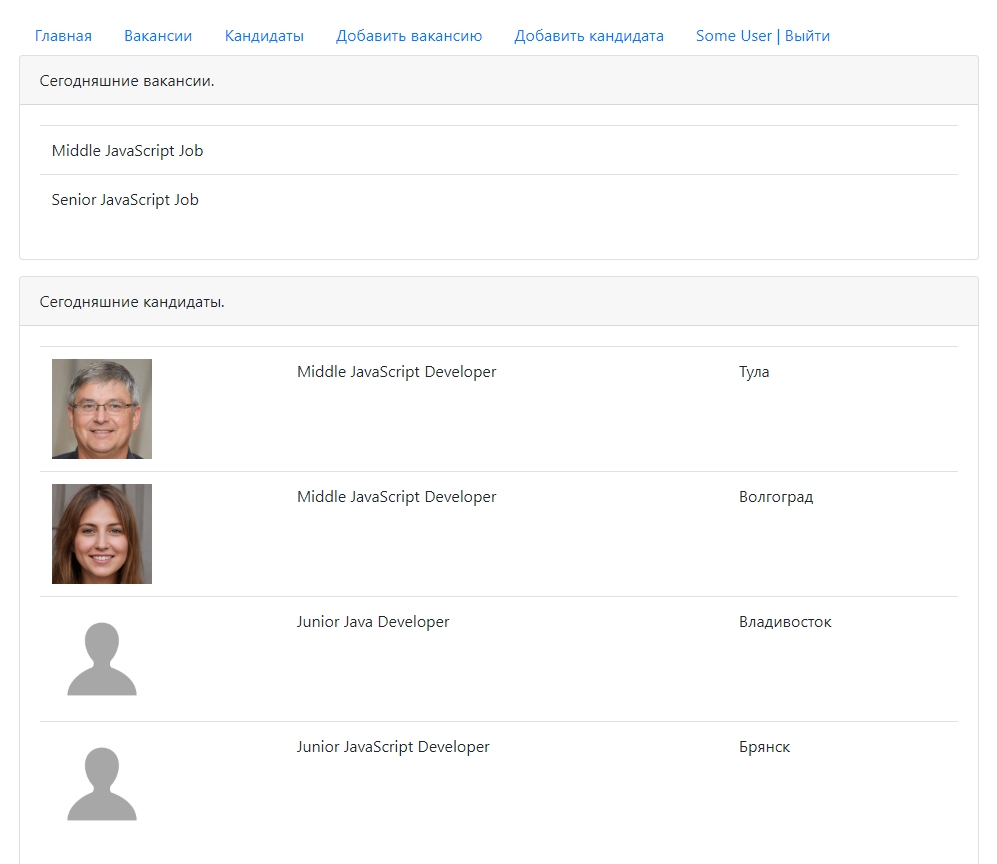 Главная Вакансии Кандидаты Добавить вакансию Добавить кандидата Some User | Выйти
Сегодняшние вакансии.
Middle JavaScript Job
Senior JavaScript Job
Сегодняшние кандидаты.
Middle JavaScript Developer Тула
Middle JavaScript Developer Волгоград
Junior Java Developer Владивосток
Junior JavaScript Developer Брянск